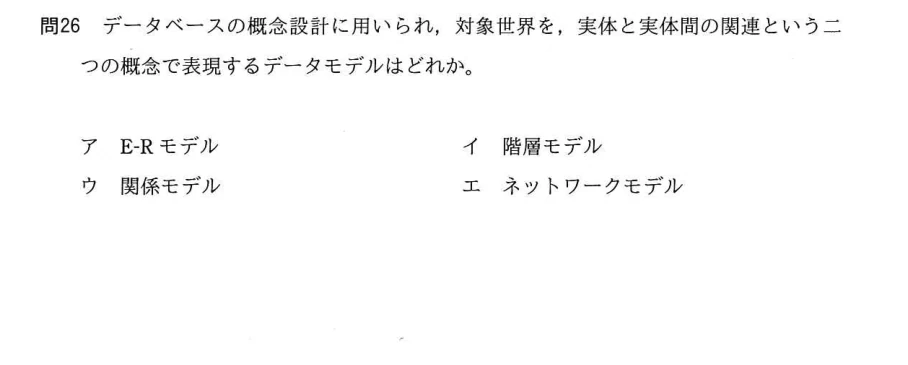 問26 データベースの概念設計に用いられ，対象世界を，実体と実体間の関連という二
つの概念で表現するデータモデルはどれか。
ア E-R モデル イ 階層モデル
ウ 関係モデル エ ネットワークモデル